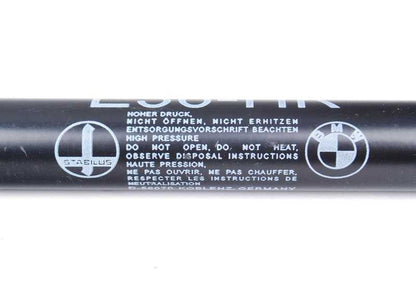 HOHER DRUCK,
NICHT ÖFFNEN, NICHT ERHITZEN
ENTSORGUNGSVORSCHRIFT BEACHTEN
HIGH PRESSURE
DO NOT OPEN, DO. NOT HEAT,
OBSERVE DISPOSAL INSTRUCTIONS
HAUTE PRESSION,
NE PAS OUVRIR, NE PAS CHAUFFER,
RESPECTER LES INSTRUCTIONS DE
NEUTRALISATION
D-56070 KOBLENZ-GERMANY
STABILUS
BMW